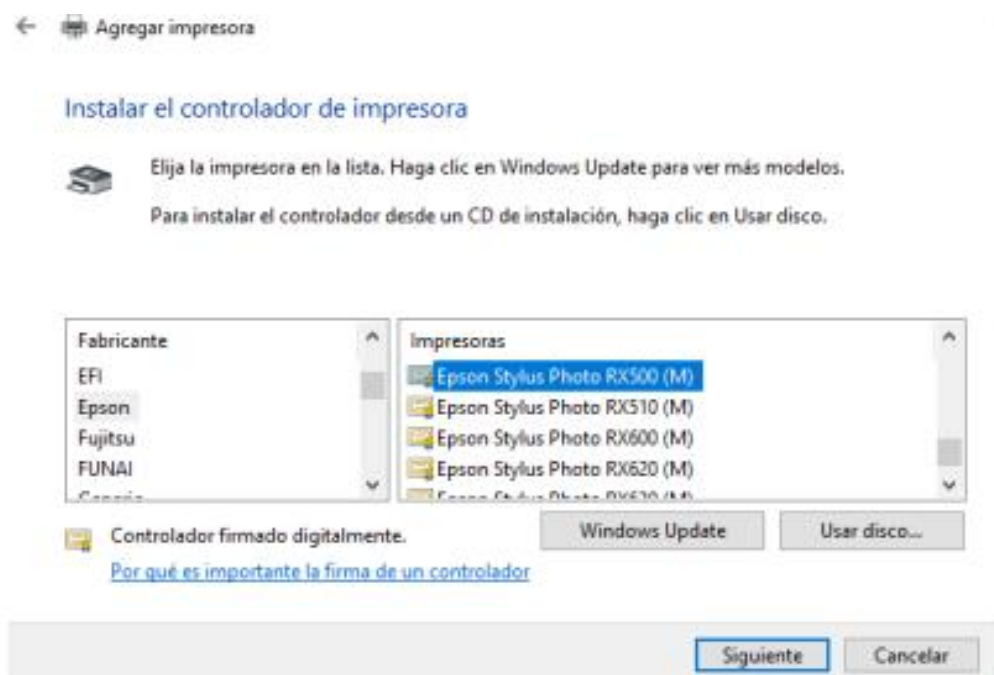 Agregar impresora
Instalar el controlador de impresora
Elija la impresora en la lista. Haga clic en Windows Update para ver más modelos.
Para instalar el controlador desde un CD de instalación, haga clic en Usar disco.
Fabricante
EFI
Epson
Fujitsu
FUNAI
Impresoras
Epson Stylus Photo RX500 (M)
Epson Stylus Photo RX510 (M)
Epson Stylus Photo RX600 (M)
Epson Stylus Photo RX620 (M)
Controlador firmado digitalmente.
Por qué es importante la firma de un controlador
Windows Update
Usar disco...
Siguiente
Cancelar